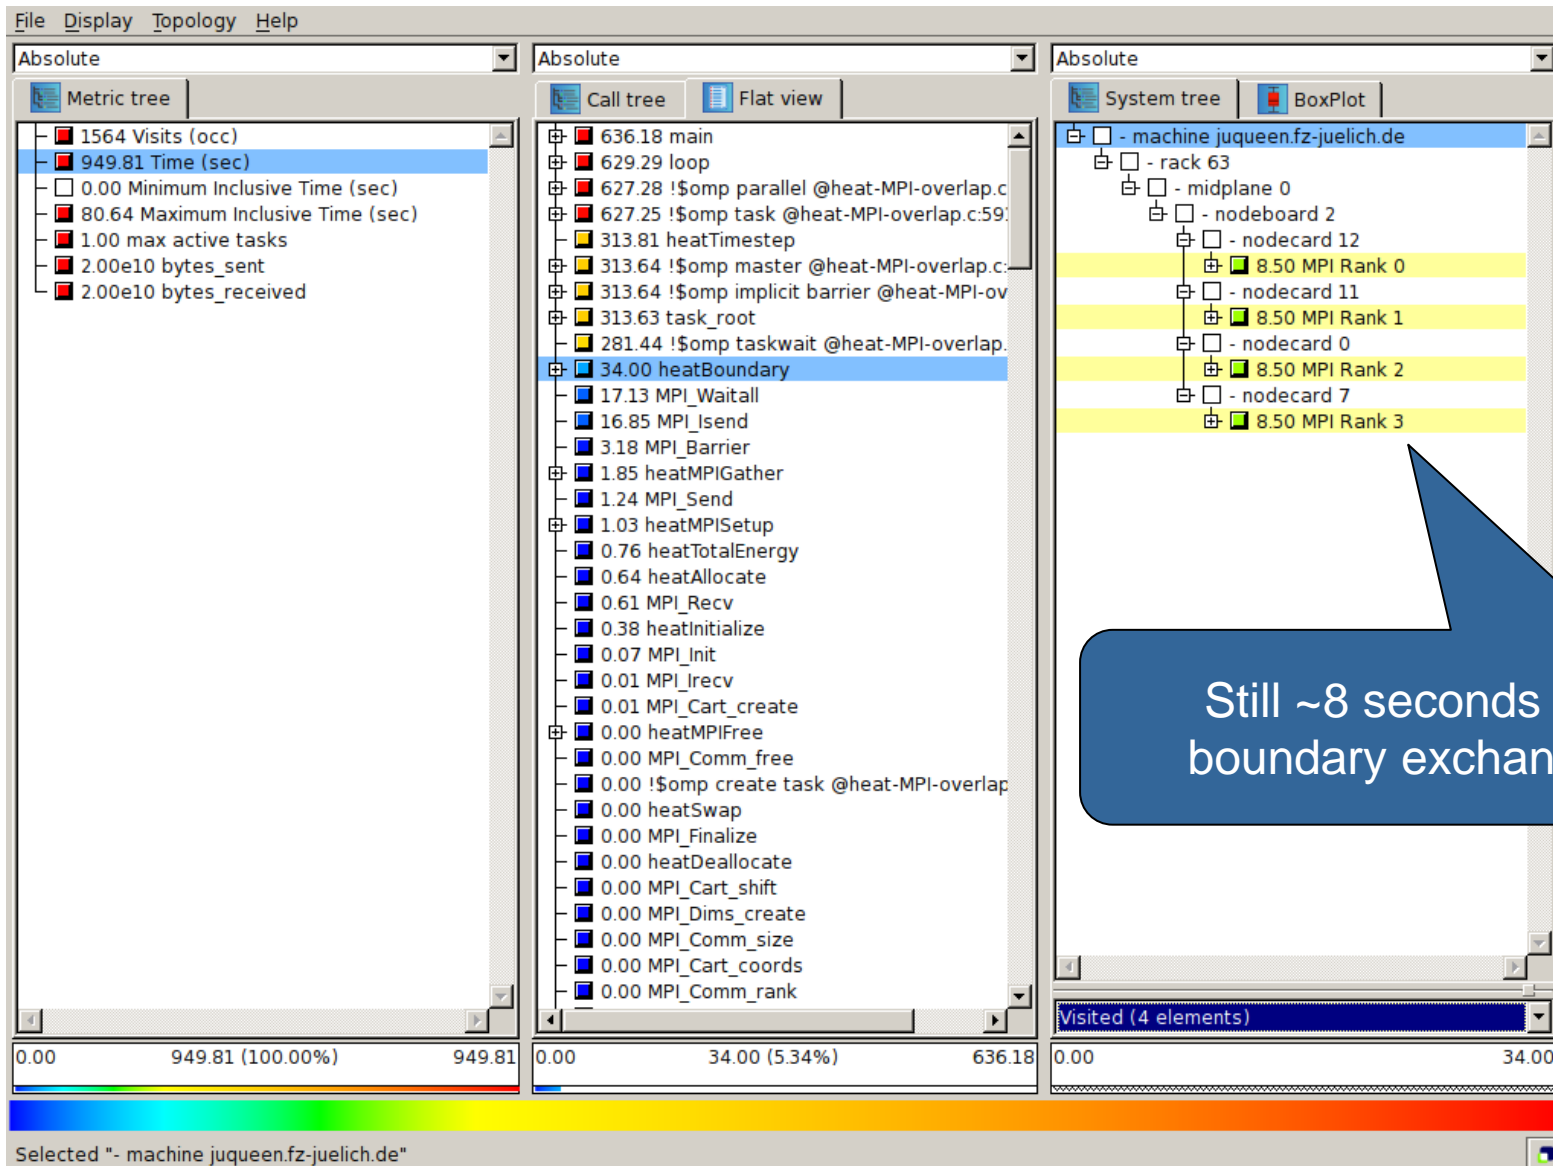 File Display Topology Help
Absolute
Absolute
Absolute
Metric tree
Call tree
Flat view
System tree
BoxPlot
1564 Visits (occ)
949.81 Time (sec)
0.00 Minimum Inclusive Time (sec)
80.64 Maximum Inclusive Time (sec)
1.00 max active tasks
2.00e10 bytes_sent
2.00e10 bytes_received
636.18 main
629.29 loop
627.28 !$omp parallel @heat-MPI-overlap.c
627.25 !$omp task @heat-MPI-overlap.c:59
313.81 heatTimestep
313.64 !$omp master @heat-MPI-overlap.c:
313.64 !$omp implicit barrier @heat-MPI-ov
313.63 task_root
281.44 !$omp taskwait @heat-MPI-overlap.
34.00 heatBoundary
17.13 MPI_Waitall
16.85 MPI_Isend
3.18 MPI_Barrier
1.85 heatMPIGather
1.24 MPI_Send
1.03 heatMPISetup
0.76 heatTotalEnergy
0.64 heatAllocate
0.61 MPI_Recv
0.38 heatInitialize
0.07 MPI_Init
0.01 MPI_Irecv
0.01 MPI_Cart_create
0.00 heatMPIFree
0.00 MPI_Comm_free
0.00 !$omp create task @heat-MPI-overlap
0.00 heatSwap
0.00 MPI_Finalize
0.00 heatDeallocate
0.00 MPI_Cart_shift
0.00 MPI_Dims_create
0.00 MPI_Comm_size
0.00 MPI_Cart_coords
0.00 MPI_Comm_rank
- machine juqueen.fz-juelich.de
- rack 63
- midplane 0
- nodeboard 2
- nodecard 12
8.50 MPI Rank 0
- nodecard 11
8.50 MPI Rank 1
- nodecard 0
8.50 MPI Rank 2
- nodecard 7
8.50 MPI Rank 3
Still ~8 seconds
boundary exchan
Visited (4 elements)
0.00 949.81 (100.00%) 949.81
0.00 34.00 (5.34%) 636.18
0.00 34.00
Selected "- machine juqueen.fz-juelich.de"